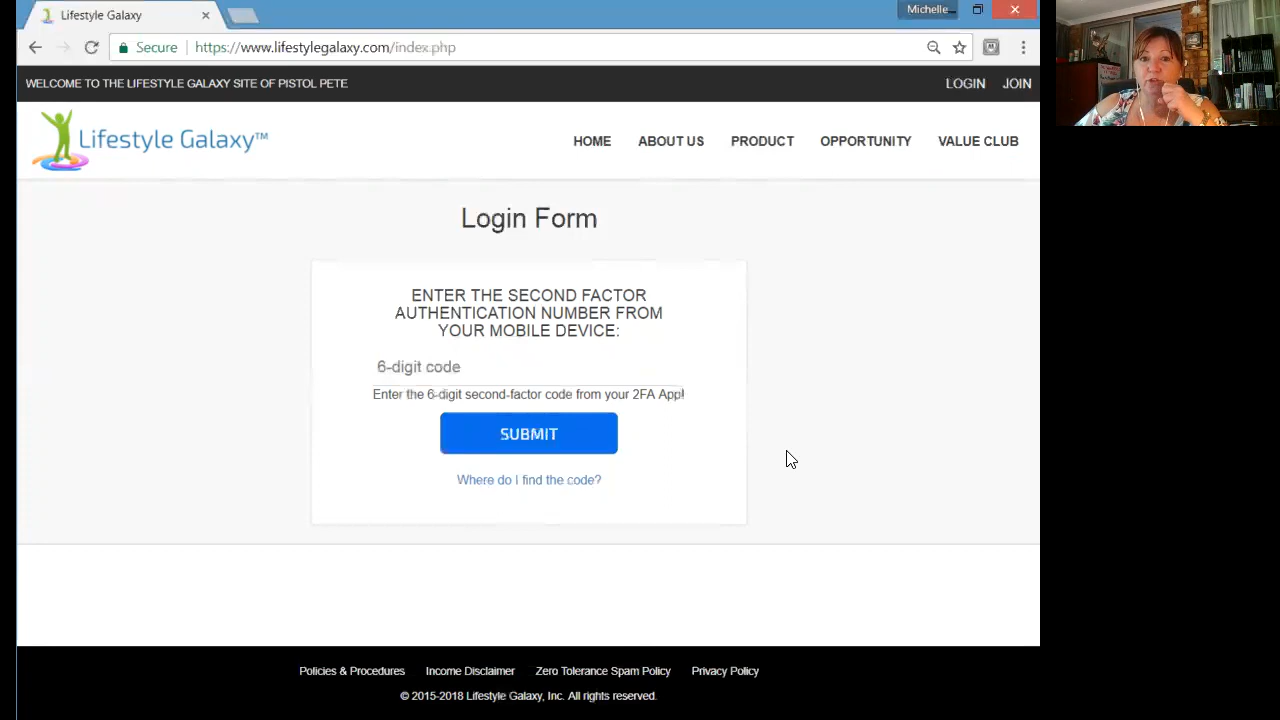 Lifestyle Galaxy
Michelle...
Secure
https://www.lifestylegalaxy.com/index.php
WELCOME TO THE LIFESTYLE GALAXY SITE OF PISTOL PETE
LOGIN JOIN
Lifestyle Galaxy™
HOME ABOUT US PRODUCT OPPORTUNITY VALUE CLUB
Login Form
ENTER THE SECOND FACTOR
AUTHENTICATION NUMBER FROM
YOUR MOBILE DEVICE:
6-digit code
Enter the 6-digit second-factor code from your 2FA App!
SUBMIT
Where do I find the code?
Policies & Procedures Income Disclaimer Zero Tolerance Spam Policy Privacy Policy
© 2015-2018 Lifestyle Galaxy, Inc. All rights reserved.